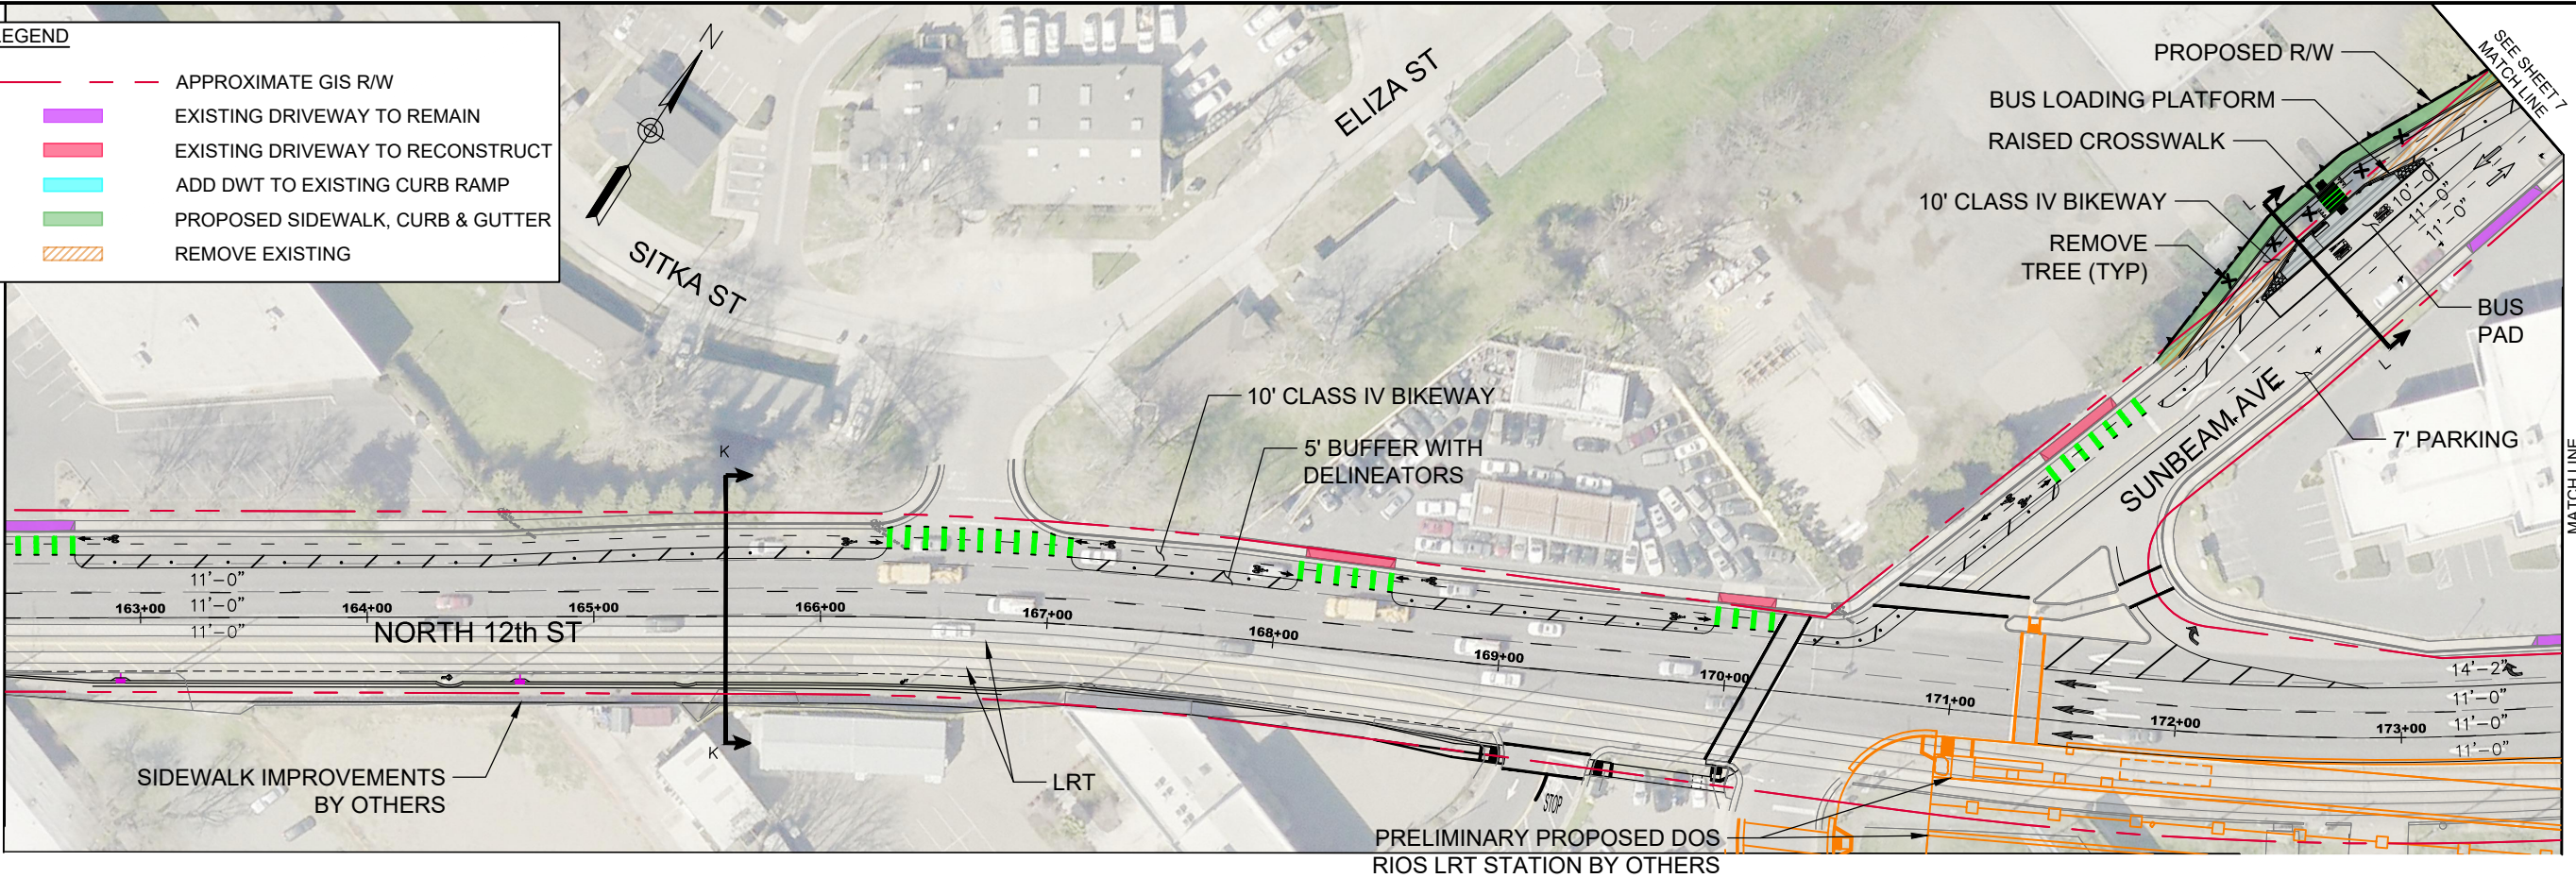 LEGEND
APPROXIMATE GIS R/W
EXISTING DRIVEWAY TO REMAIN
EXISTING DRIVEWAY TO RECONSTRUCT
ADD DWT TO EXISTING CURB RAMP
PROPOSED SIDEWALK, CURB & GUTTER
REMOVE EXISTING
N
SITKA ST
ELIZA ST
PROPOSED R/W
BUS LOADING PLATFORM
RAISED CROSSWALK
10' CLASS IV BIKEWAY
REMOVE
TREE (TYP)
SEE SHEET 7
MATCH LINE
10'-0"
11'-0"
11'-0"
L
L
BUS
PAD
7' PARKING
SUNBEAM AVE
MATCH LINE
10' CLASS IV BIKEWAY
5' BUFFER WITH
DELINEATORS
K
K
11'-0"
11'-0"
11'-0"
163+00
164+00
165+00
166+00
167+00
168+00
169+00
170+00
171+00
172+00
173+00
NORTH 12th ST
14'-2"
11'-0"
11'-0"
11'-0"
SIDEWALK IMPROVEMENTS
BY OTHERS
LRT
STOP
PRELIMINARY PROPOSED DOS
RIOS LRT STATION BY OTHERS